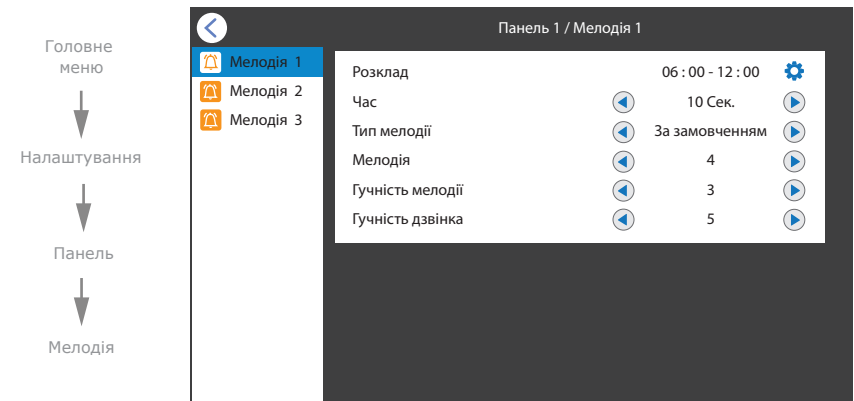 Головне
меню
Налаштування
Панель
Мелодія
Панель 1 / Мелодія 1
Мелодія 1
Мелодія 2
Мелодія 3
Розклад 06 : 00 - 12 : 00
Час 10 Сек.
Тип мелодії За замовченням
Мелодія 4
Гучність мелодії 3
Гучність дзвінка 5